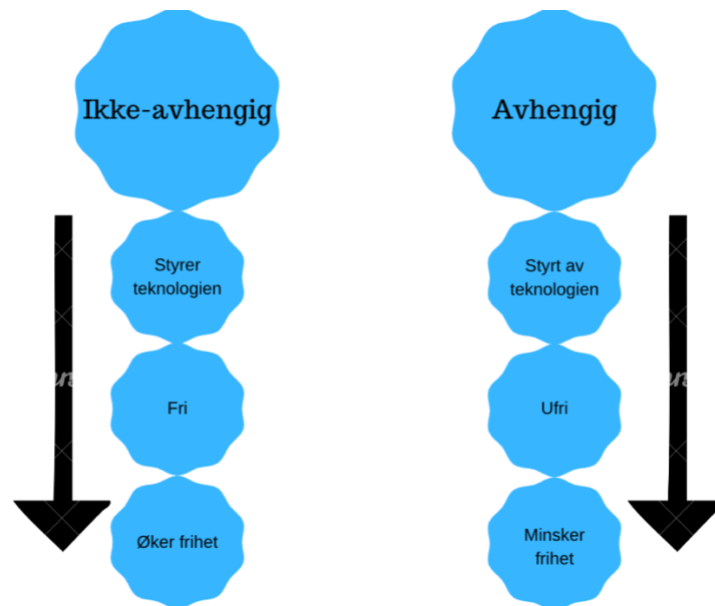 Ikke-avhengig
Styrer
teknologien
Fri
Øker frihet
Avhengig
Styrt av
teknologien
Ufri
Minsker
frihet